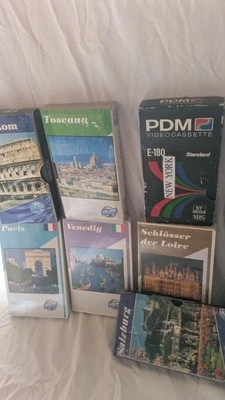 Rom
Toscana
PDM
VIDEOCASSETTE
E-180
Standard
NEW YORK
VHS
Paris
Venedig
Schlösser
der Loire
Salzburg